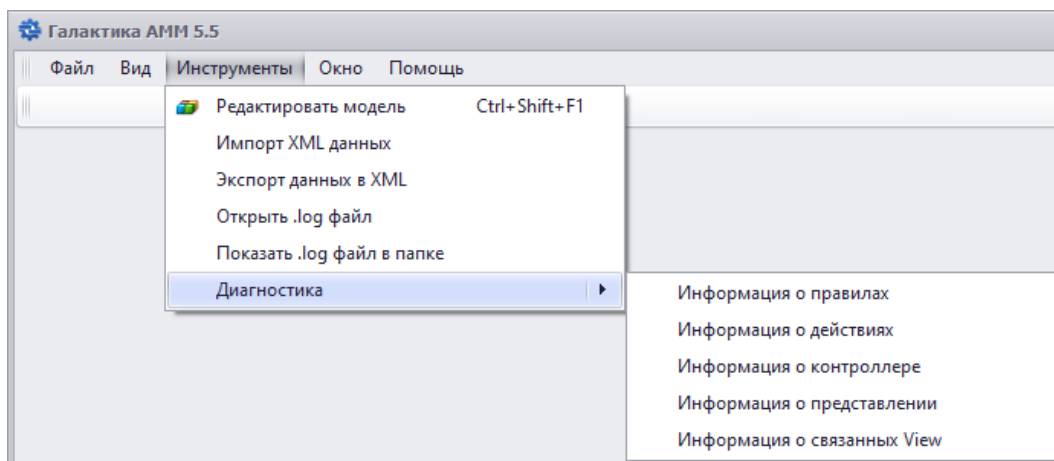 Галактика АММ 5.5
Файл Вид Инструменты Окно Помощь
Редактировать модель Ctrl+Shift+F1
Импорт XML данных
Экспорт данных в XML
Открыть .log файл
Показать .log файл в папке
Диагностика
Информация о правилах
Информация о действиях
Информация о контроллере
Информация о представлении
Информация о связанных View